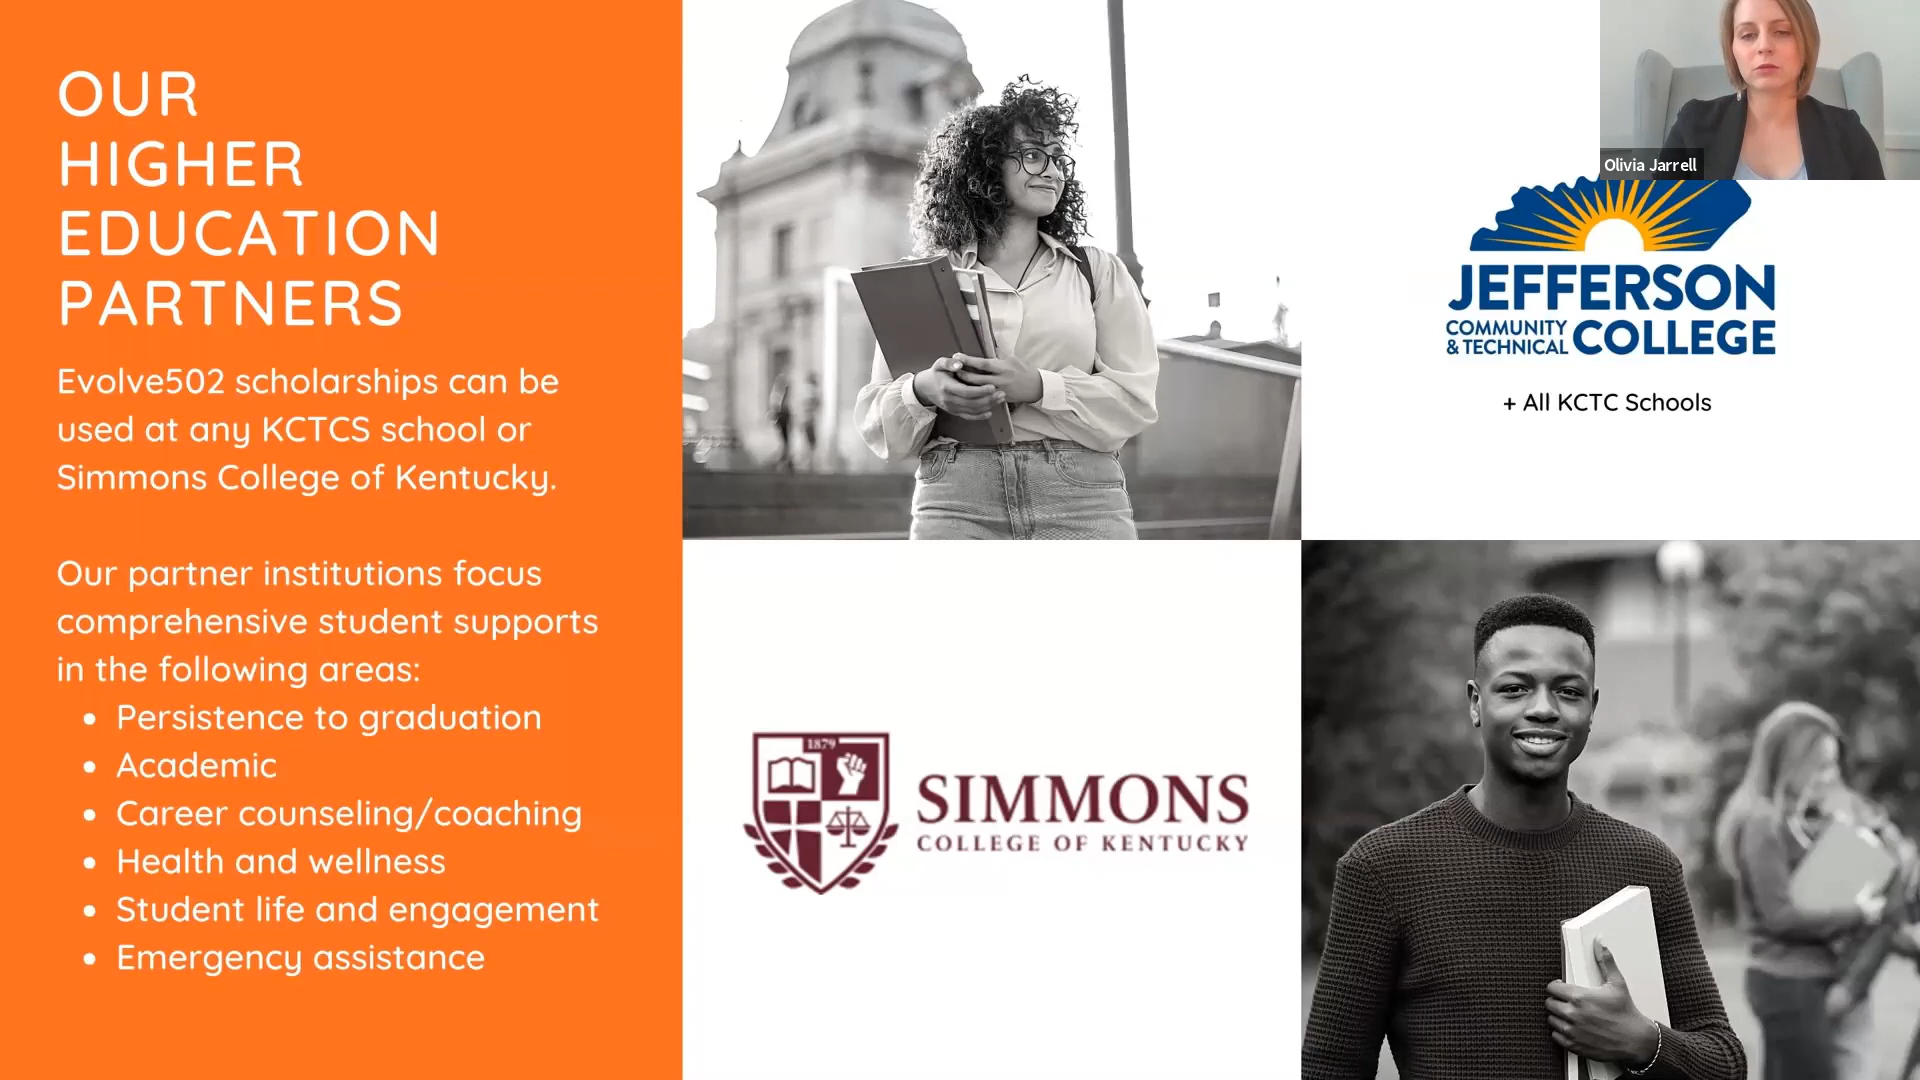 OUR
HIGHER
EDUCATION
PARTNERS
Evolve502 scholarships can be
used at any KCTCS school or
Simmons College of Kentucky.
Our partner institutions focus
comprehensive student supports
in the following areas:
• Persistence to graduation
• Academic
• Career counseling/coaching
• Health and wellness
• Student life and engagement
• Emergency assistance
Olivia Jarrell
JEFFERSON
COMMUNITY
& TECHNICAL COLLEGE
+ All KCTC Schools
1879
SIMMONS
COLLEGE OF KENTUCKY